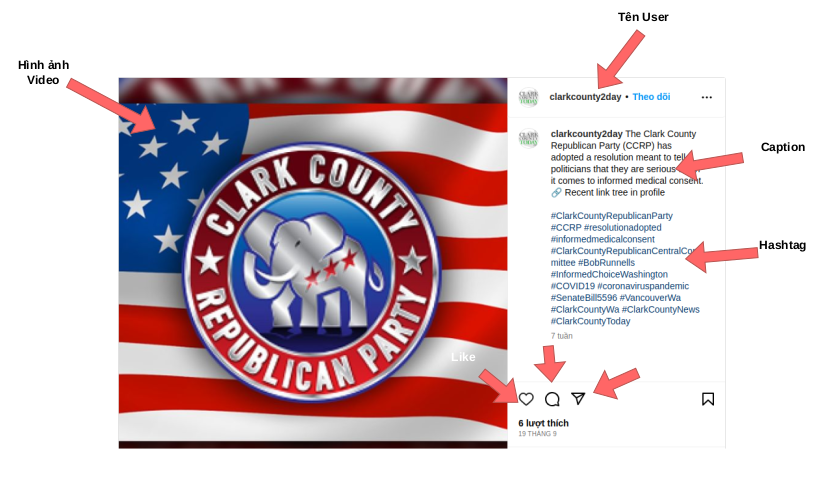 Tên User
Hình ảnh
Video
clarkcounty2day • Theo dõi
clarkcounty2day The Clark County
Republican Party (CCRP) has
adopted a resolution meant to tell
politicians that they are serious
it comes to informed medical consent.
Recent link tree in profile
Caption
#ClarkCountyRepublicanParty
#CCRP #resolutionadopted
#informedmedicalconsent
#ClarkCountyRepublicanCentralCom
mittee #BobRunnells
#InformedChoiceWashington
#COVID19 #coronaviruspandemic
#SenateBill5596 #VancouverWa
#ClarkCountyWa #ClarkCountyNews
#ClarkCountyToday
Hashtag
7 tuần
CLARK COUNTY
REPUBLICAN PARTY
Like
6 lượt thích
19 THÁNG 9